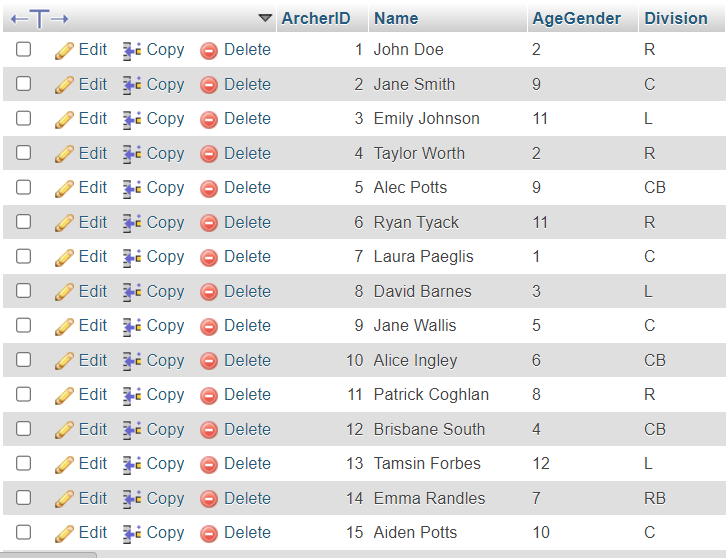 ArcherID Name AgeGender Division
Edit Copy Delete 1 John Doe 2 R
Edit Copy Delete 2 Jane Smith 9 C
Edit Copy Delete 3 Emily Johnson 11 L
Edit Copy Delete 4 Taylor Worth 2 R
Edit Copy Delete 5 Alec Potts 9 CB
Edit Copy Delete 6 Ryan Tyack 11 R
Edit Copy Delete 7 Laura Paeglis 1 C
Edit Copy Delete 8 David Barnes 3 L
Edit Copy Delete 9 Jane Wallis 5 C
Edit Copy Delete 10 Alice Ingley 6 CB
Edit Copy Delete 11 Patrick Coghlan 8 R
Edit Copy Delete 12 Brisbane South 4 CB
Edit Copy Delete 13 Tamsin Forbes 12 L
Edit Copy Delete 14 Emma Randles 7 RB
Edit Copy Delete 15 Aiden Potts 10 C